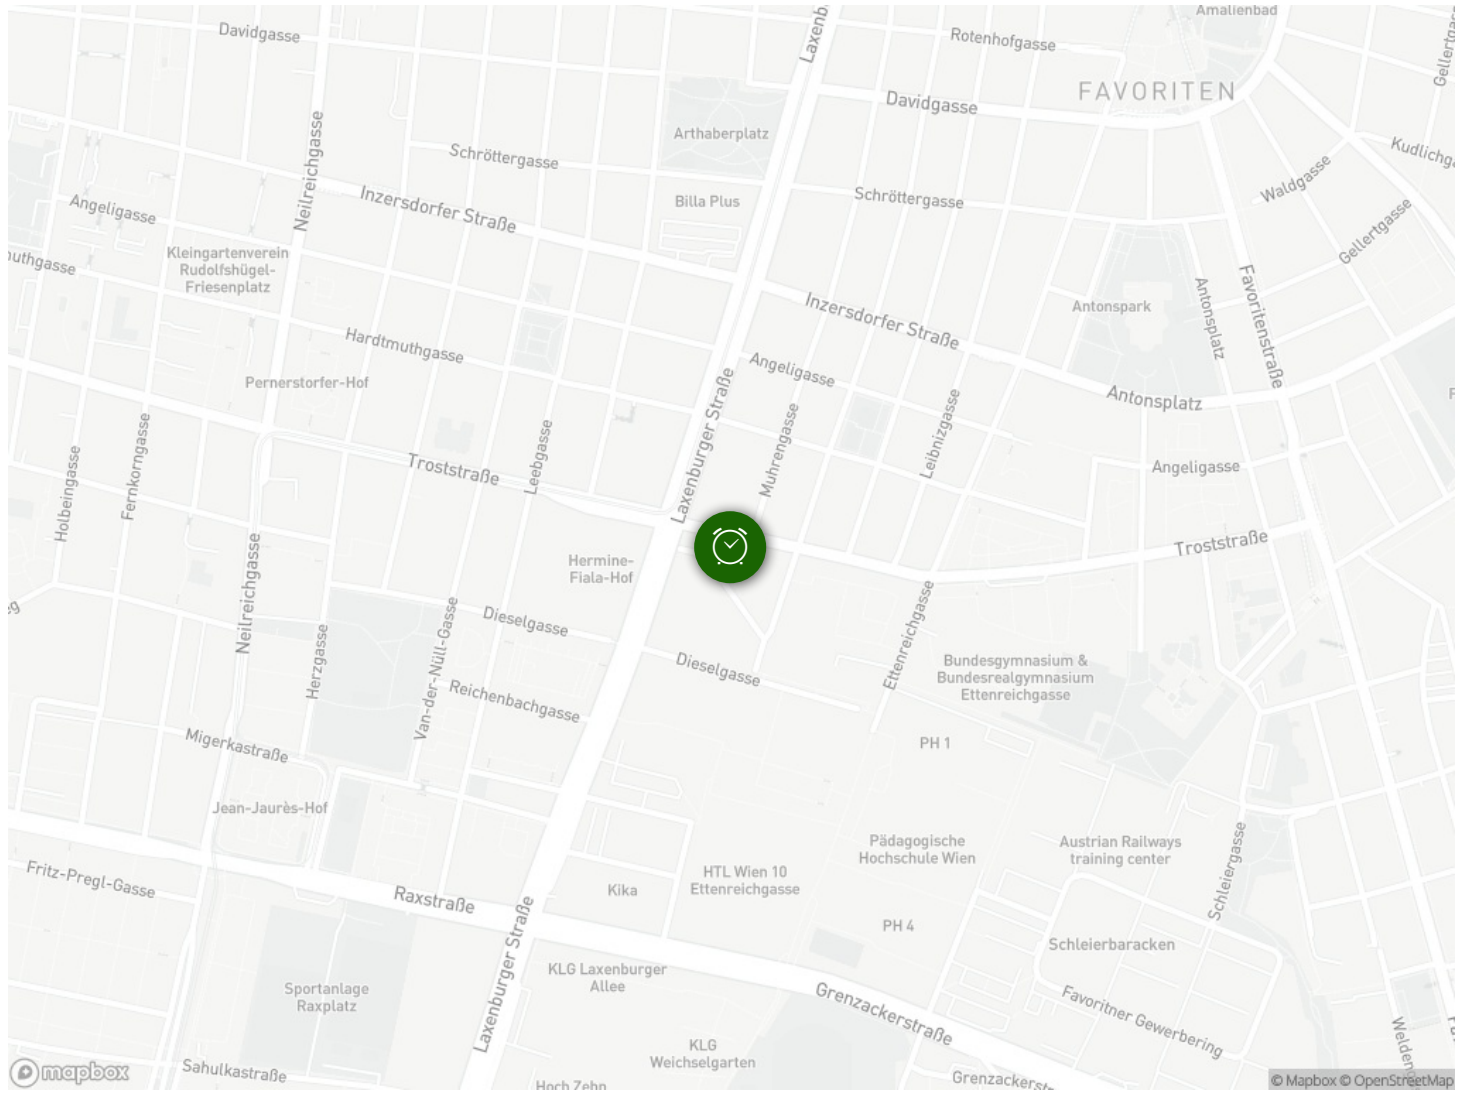 Amalienbad
Davidgasse
Rotenhofgasse
Laxenb
Gellertgas
FAVORITEN
Davidgasse
Arthaberplatz
Neilreichgasse
Schröttergasse
Kudlichga
Waldgasse
Inzersdorfer Straße
Billa Plus
Schröttergasse
Angeligasse
Gellertgasse
Kleingartenverein
Rudolfshügel-
Friesenplatz
muthgasse
Antonspark
Antonsplatz
Favoritenstraße
Inzersdorfer Straße
Hardtmuthgasse
Angeligasse
Pernerstorfer-Hof
Laxenburger Straße
Antonsplatz
Muhrengasse
Leibnizgasse
Holbeingasse
Fernkorngasse
Troststraße
Leebgasse
Angeligasse
Troststraße
Hermine-
Fiala-Hof
Neilreichgasse
Dieselgasse
Ettenreichgasse
Herzgasse
Van-der-Nüll-Gasse
Dieselgasse
Bundesgymnasium &
Bundesrealgymnasium
Ettenreichgasse
Reichenbachgasse
Migerkastraße
PH 1
Jean-Jaurès-Hof
Pädagogische
Hochschule Wien
Austrian Railways
training center
Schleiergasse
Fritz-Pregl-Gasse
HTL Wien 10
Ettenreichgasse
Kika
Raxstraße
PH 4
Laxenburger Straße
Schleierbaracken
KLG Laxenburger
Allee
Sportanlage
Raxplatz
Grenzackerstraße
Favoritner Gewerbering
KLG
Weichselgarten
Weldeng
mapbox
Sahulkastraße
Hoch Zehn
Grenzackerst
© Mapbox © OpenStreetMap